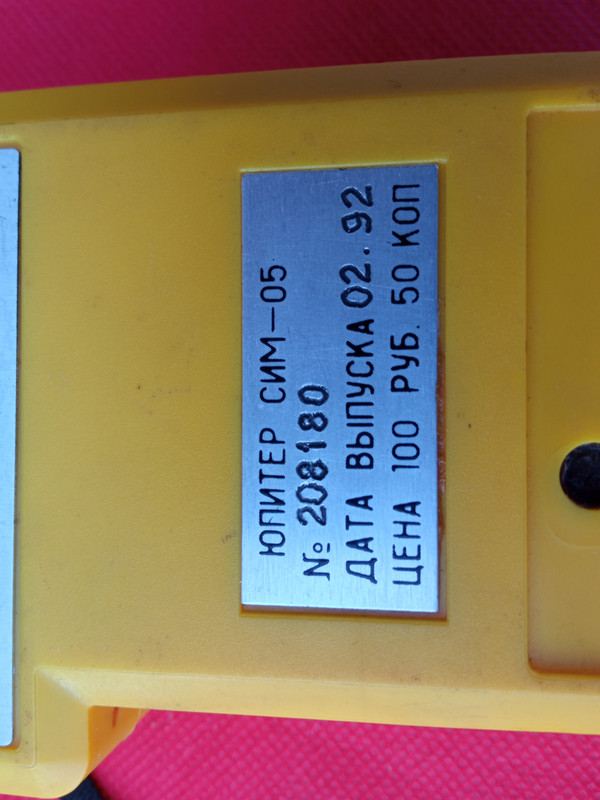 ЮПИТЕР СИМ—05
№ 208180
ДАТА ВЫПУСКА 02.92
ЦЕНА 100 РУБ. 50 КОП